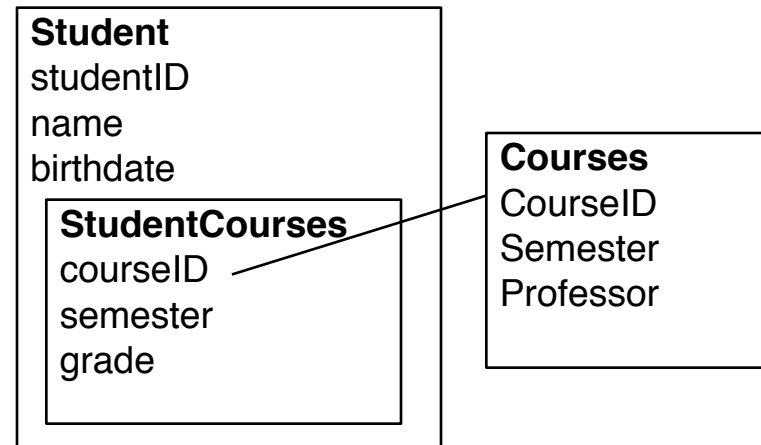 Student
studentID
name
birthdate
StudentCourses
courseID
semester
grade
Courses
CourseID
Semester
Professor